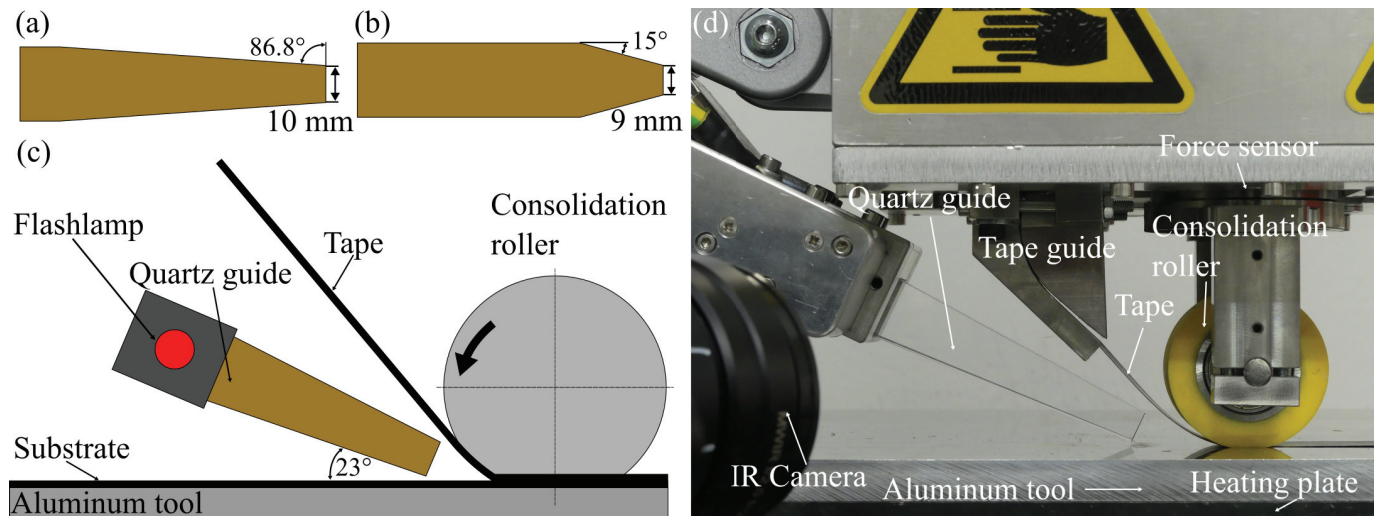 (a)
86.8°
10 mm
(b)
15°
9 mm
(c)
Flashlamp
Quartz guide
Tape
Consolidation
roller
Substrate
23°
Aluminum tool
(d)
Force sensor
Quartz guide
Tape guide
Consolidation
roller
Tape
IR Camera
Aluminum tool
Heating plate